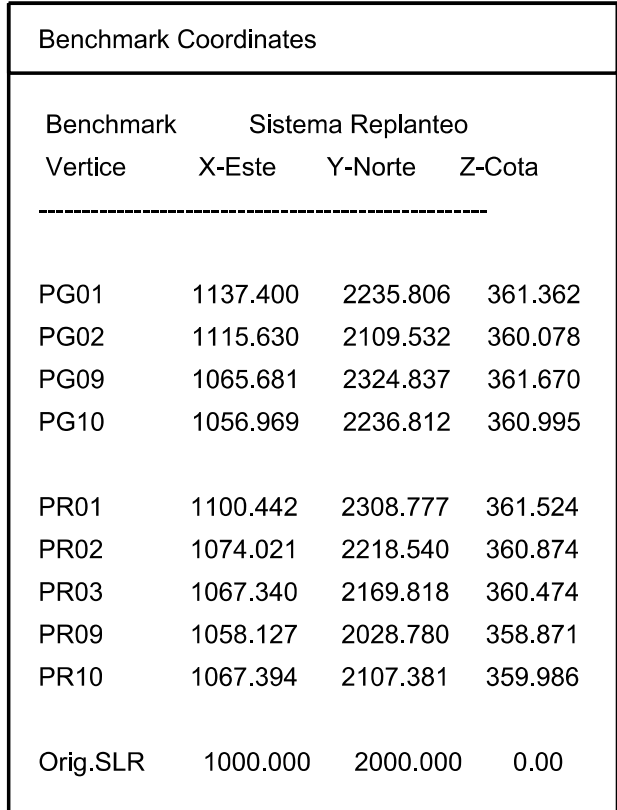 Benchmark Coordinates
Benchmark Sistema Replanteo
Vertice X-Este Y-Norte Z-Cota
----------------------------------------------------
PG01 1137.400 2235.806 361.362
PG02 1115.630 2109.532 360.078
PG09 1065.681 2324.837 361.670
PG10 1056.969 2236.812 360.995
PR01 1100.442 2308.777 361.524
PR02 1074.021 2218.540 360.874
PR03 1067.340 2169.818 360.474
PR09 1058.127 2028.780 358.871
PR10 1067.394 2107.381 359.986
Orig.SLR 1000.000 2000.000 0.00